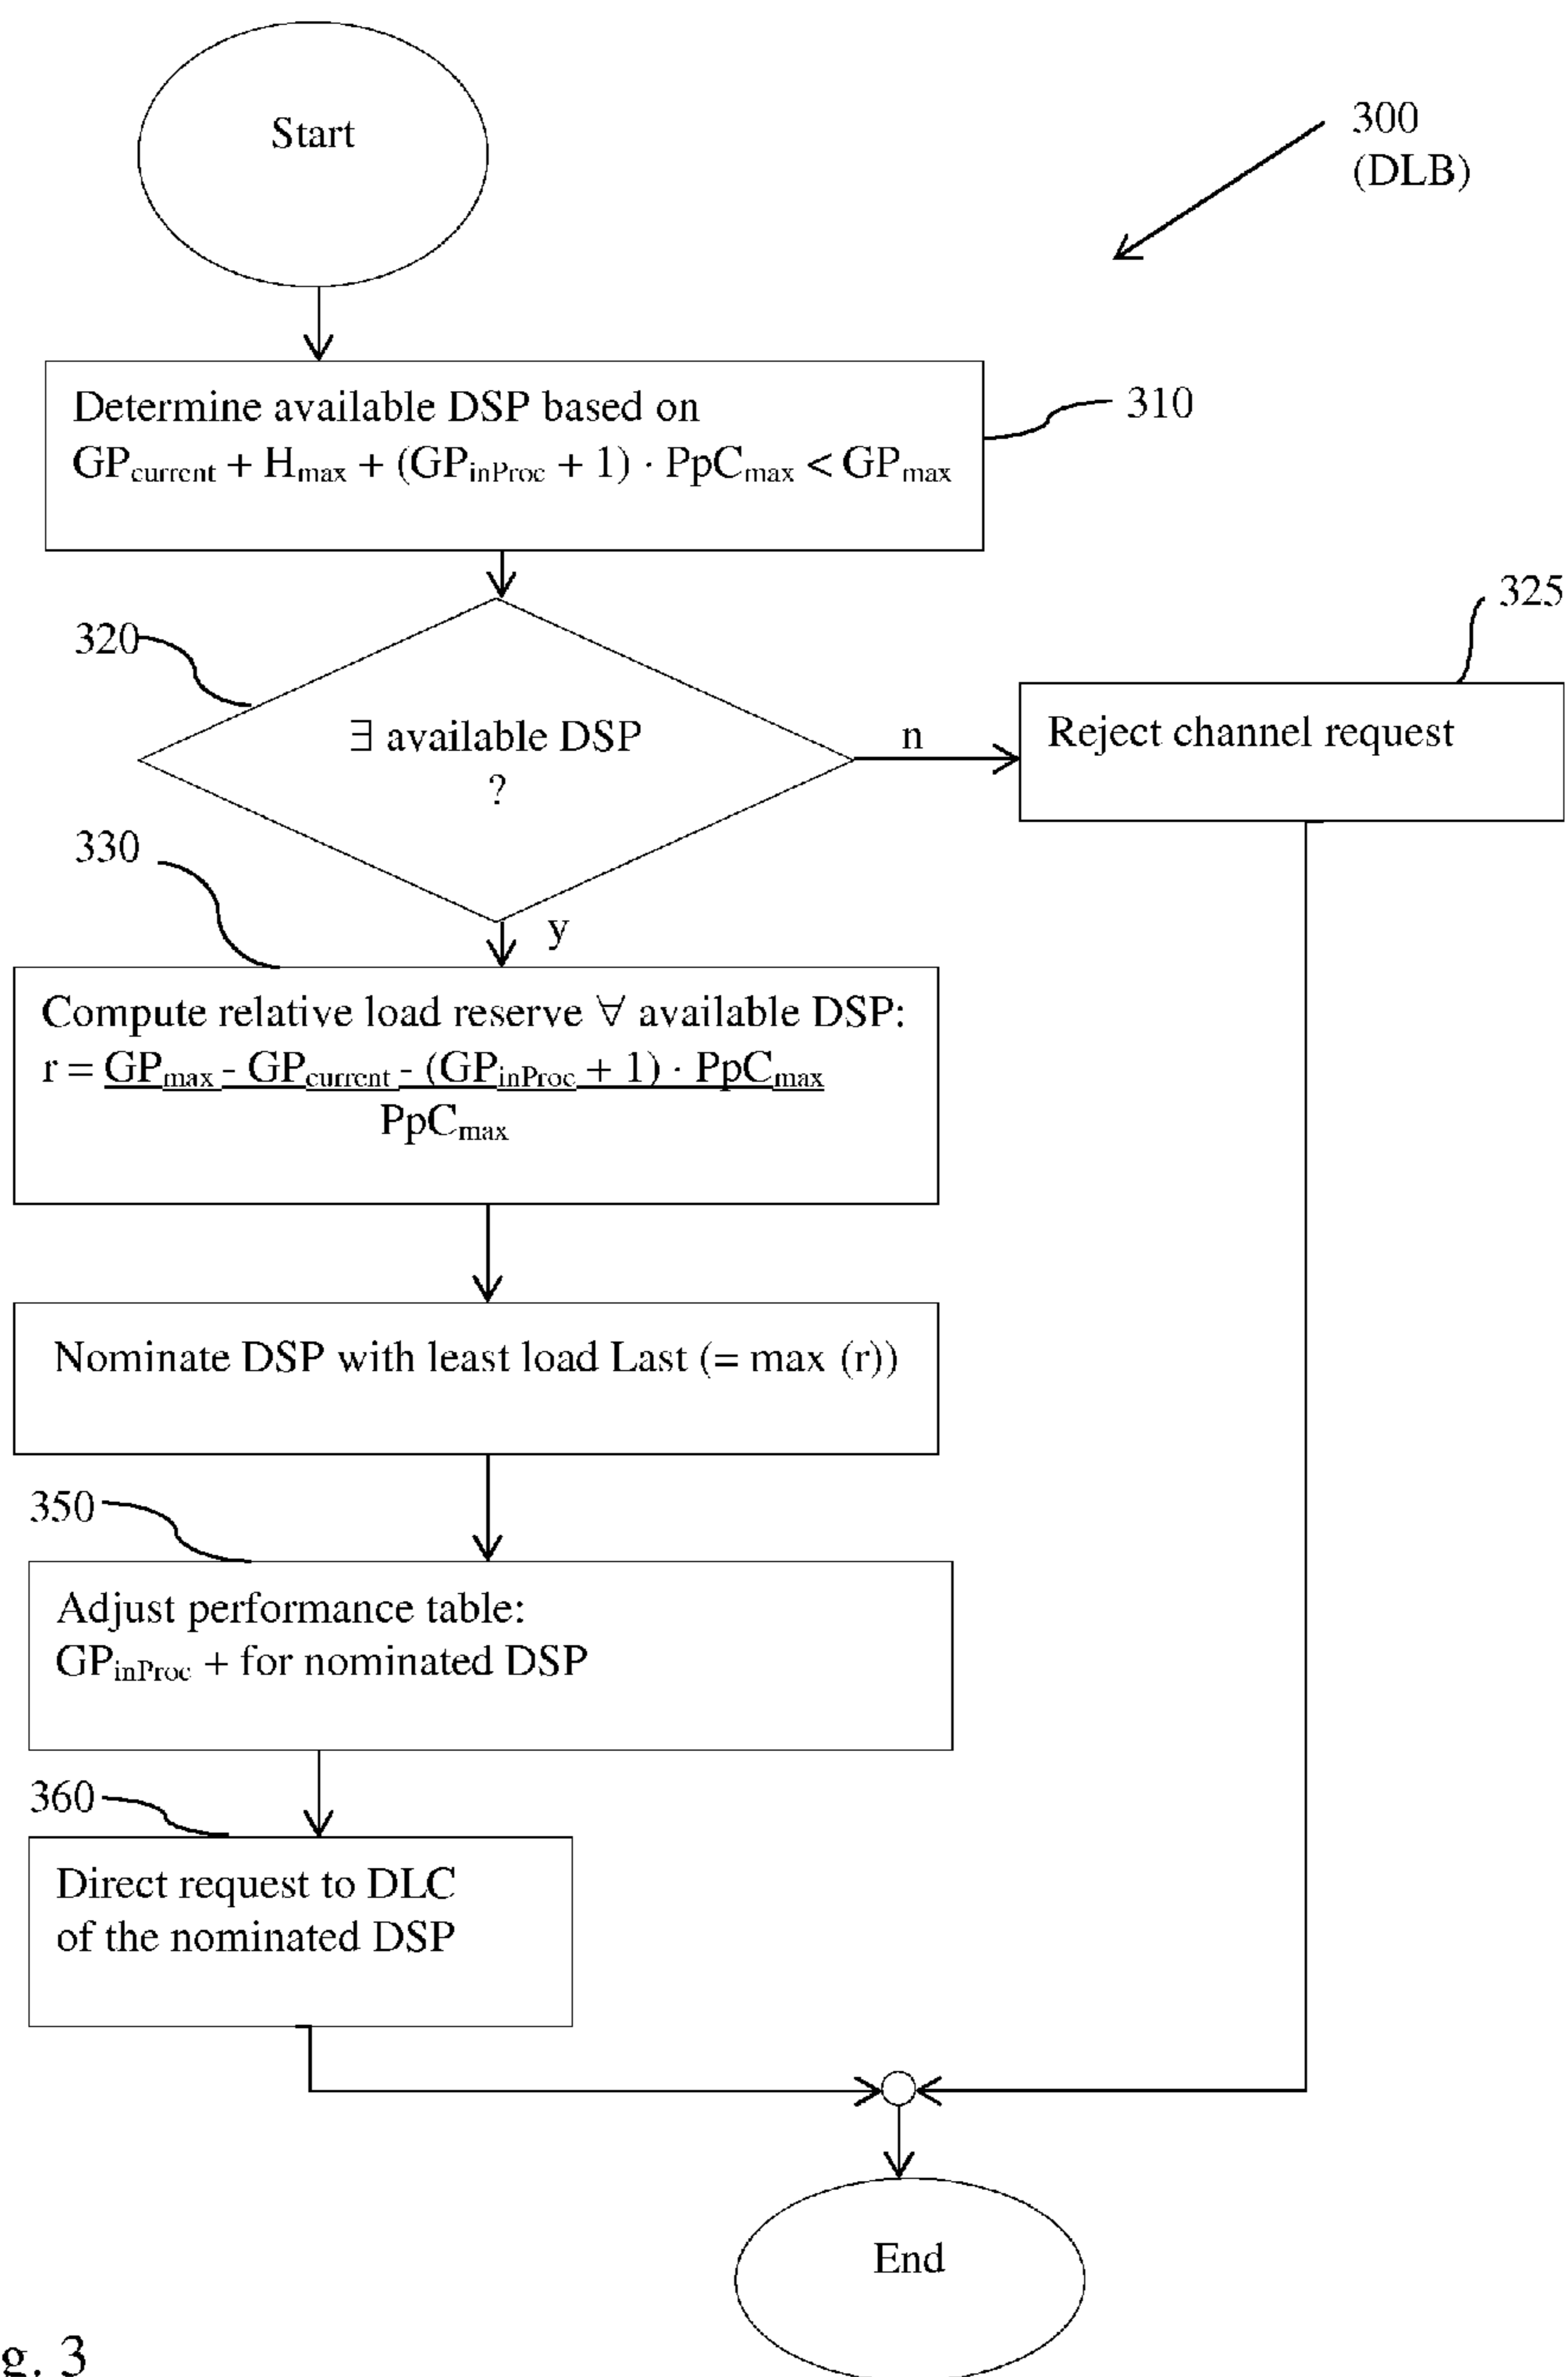 Start
300
(DLB)
Determine available DSP based on
GPcurrent + Hmax + (GPinProc + 1) · PpCmax < GPmax
310
320
∃ available DSP
?
n
325
Reject channel request
330
y
Compute relative load reserve ∀ available DSP:
r = GPmax - GPcurrent - (GPinProc + 1) · PpCmax
PpCmax
Nominate DSP with least load Last (= max (r))
350
Adjust performance table:
GPinProc + for nominated DSP
360
Direct request to DLC
of the nominated DSP
End
g. 3